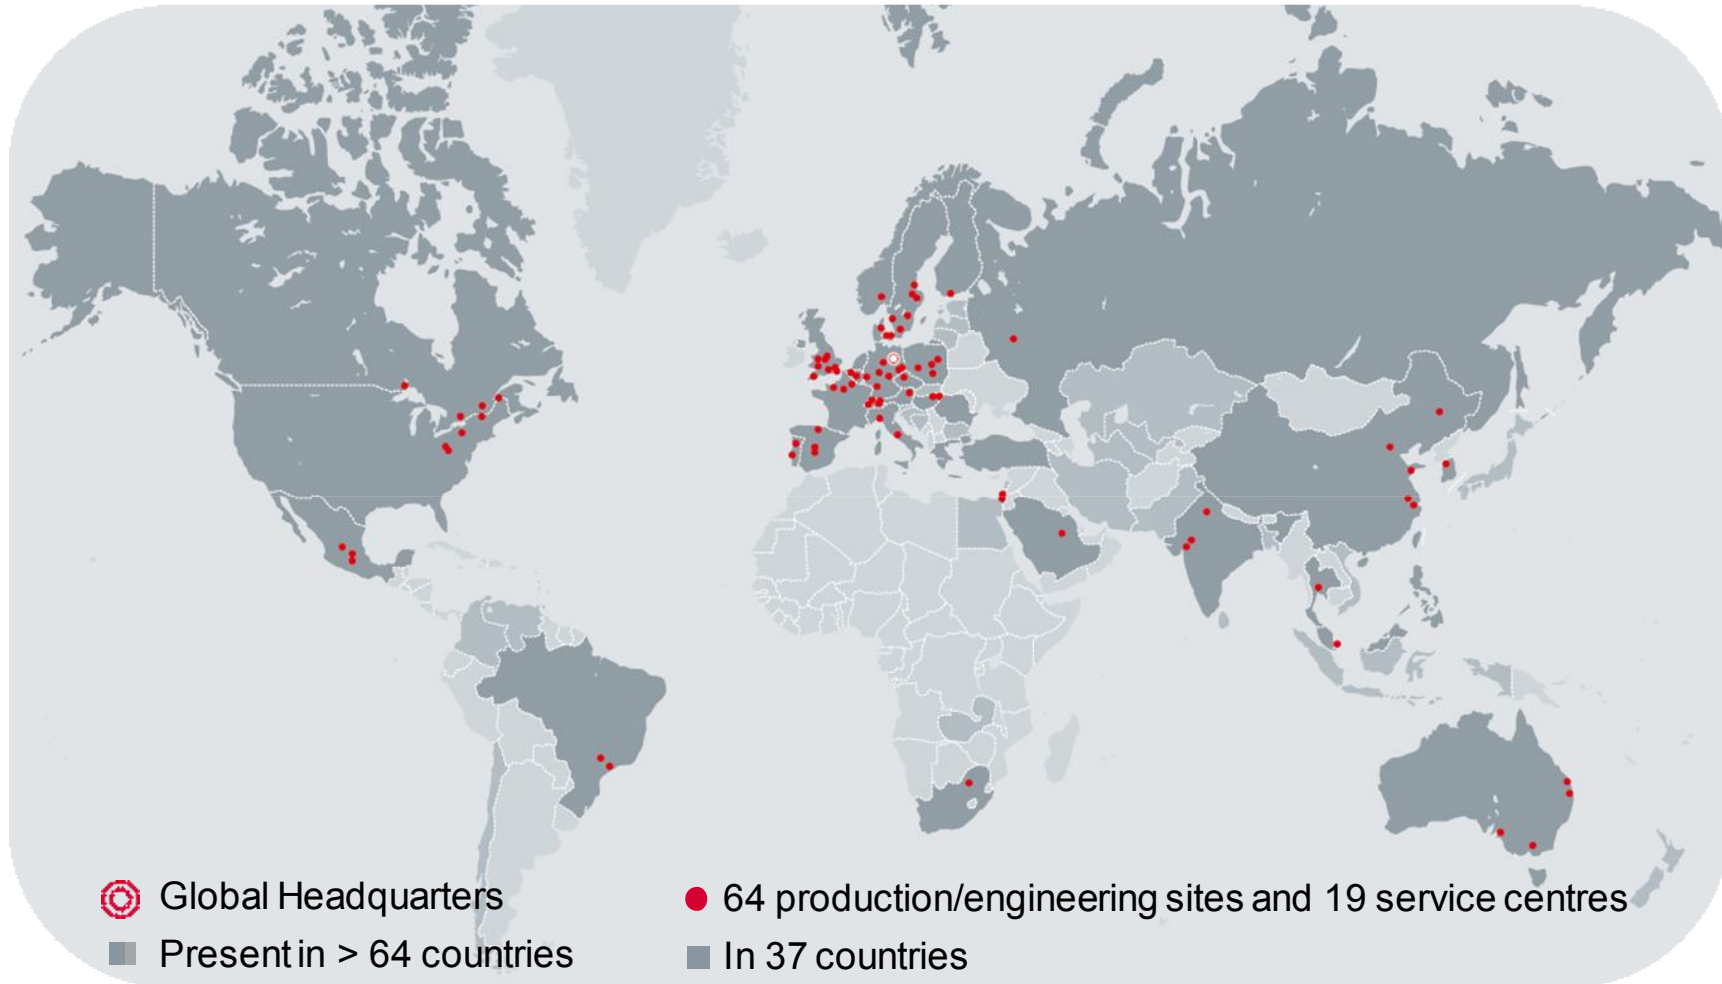 Global Headquarters
64 production/engineering sites and 19 service centres
Present in > 64 countries
In 37 countries